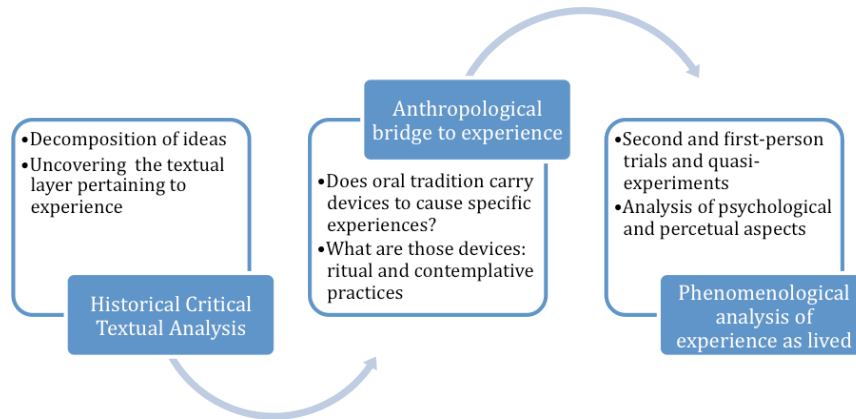 •Decomposition of ideas
•Uncovering the textual
layer pertaining to
experience
Historical Critical
Textual Analysis
Anthropological
bridge to experience
•Does oral tradition carry
devices to cause specific
experiences?
•What are those devices:
ritual and contemplative
practices
•Second and first-person
trials and quasi-
experiments
•Analysis of psychological
and percetual aspects
Phenomenological
analysis of
experience as lived